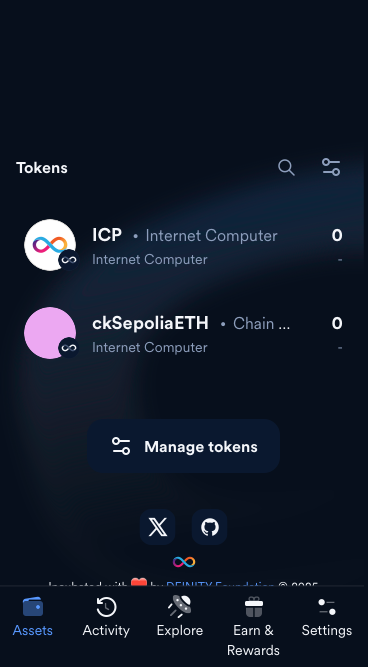 Tokens
ICP • Internet Computer 0
Internet Computer -
ckSepoliaETH • Chain ... 0
Internet Computer -
Manage tokens
Incubated with ❤️ by DFINITY Foundation © 2025
Assets Activity Explore Earn & Rewards Settings